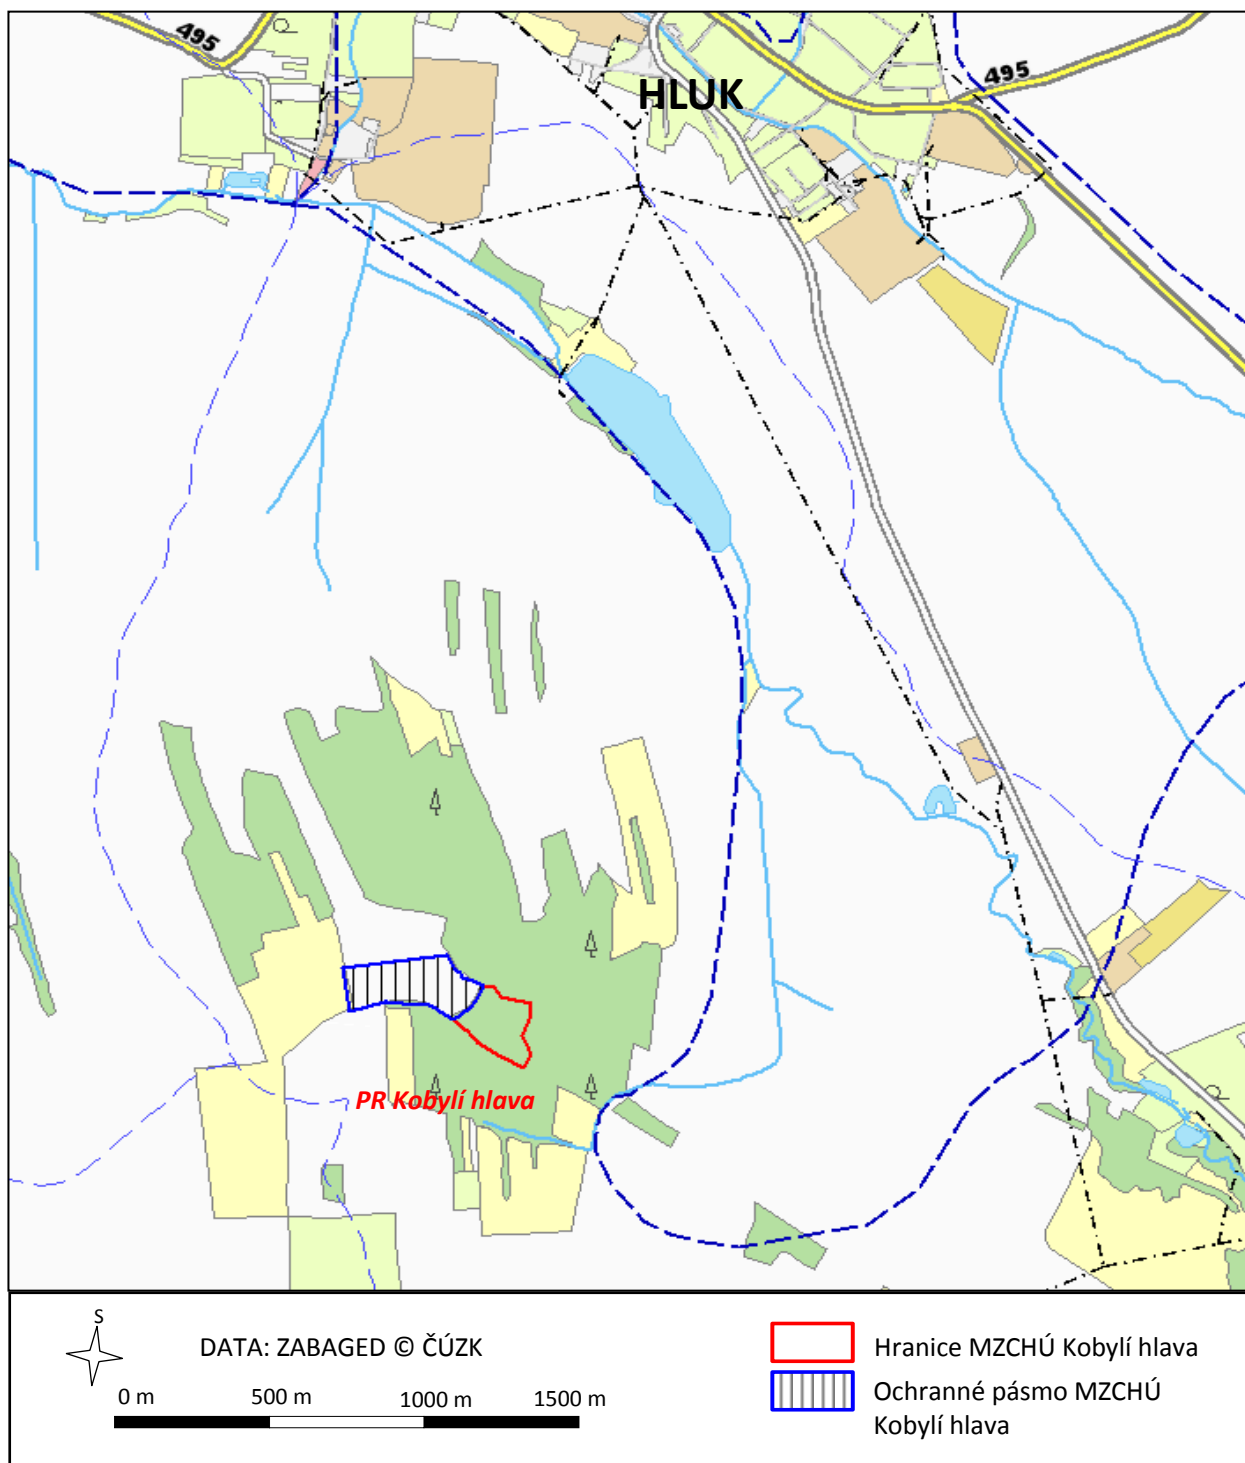 495
HLUK
495
PR Kobylí hlava
S
DATA: ZABAGED © ČÚZK
0 m 500 m 1000 m 1500 m
Hranice MZCHÚ Kobylí hlava
Ochranné pásmo MZCHÚ
Kobylí hlava